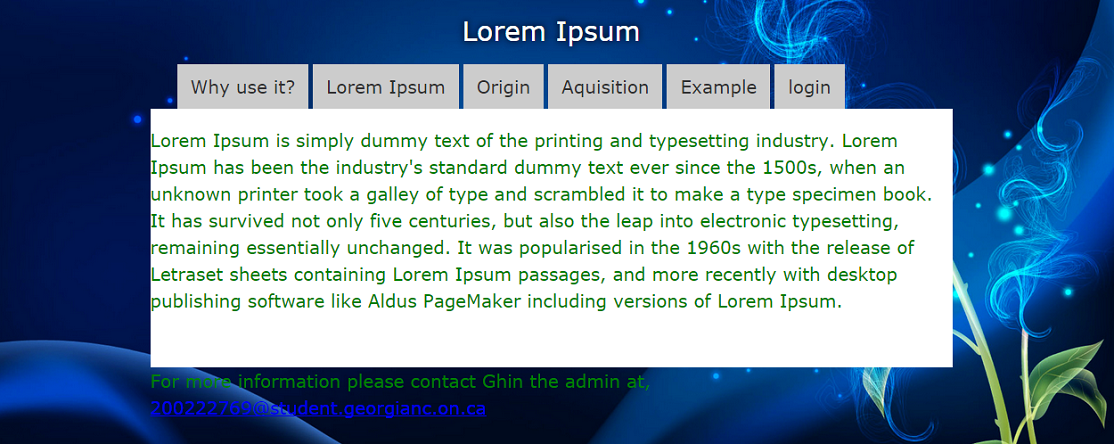 Lorem Ipsum
Why use it? Lorem Ipsum Origin Aquisition Example login
Lorem Ipsum is simply dummy text of the printing and typesetting industry. Lorem
Ipsum has been the industry's standard dummy text ever since the 1500s, when an
unknown printer took a galley of type and scrambled it to make a type specimen book.
It has survived not only five centuries, but also the leap into electronic typesetting,
remaining essentially unchanged. It was popularised in the 1960s with the release of
Letraset sheets containing Lorem Ipsum passages, and more recently with desktop
publishing software like Aldus PageMaker including versions of Lorem Ipsum.
For more information please contact Ghin the admin at,
200222769@student.georgianc.on.ca